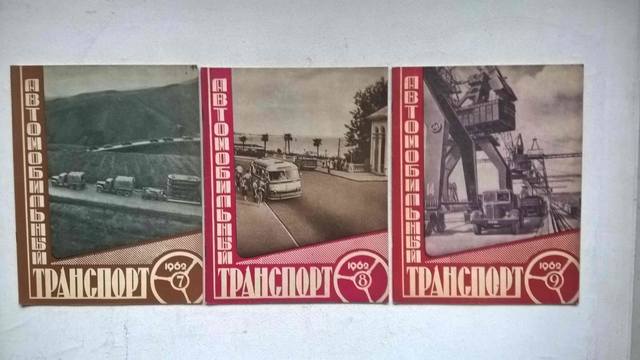 АВТОМОБИЛЬНЫЙ
ТРАНСПОРТ
1962
7
АВТОМОБИЛЬНЫЙ
ТРАНСПОРТ
1962
8
АВТОМОБИЛЬНЫЙ
ТРАНСПОРТ
1962
9